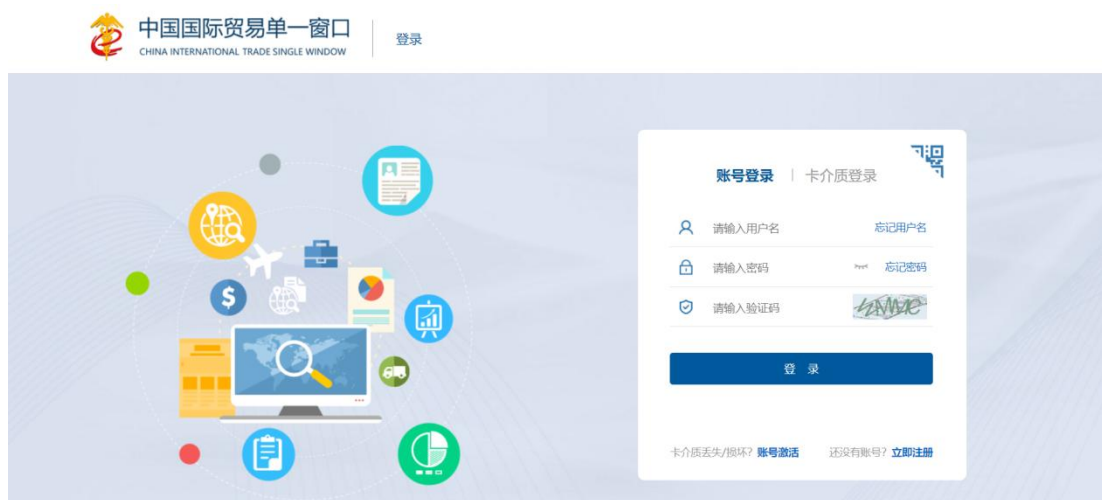 中国国际贸易单一窗口
CHINA INTERNATIONAL TRADE SINGLE WINDOW
登录
账号登录 | 卡介质登录
请输入用户名 忘记用户名
请输入密码 忘记密码
请输入验证码
登 录
卡介质丢失/损坏? 账号激活 还没有账号? 立即注册